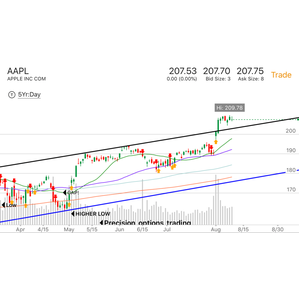 AAPL
APPLE INC COM
207.53
0.00 (0.00%)
207.70
Bid Size: 3
207.75
Ask Size: 8
Trade
5Yr:Day
Hi: 209.78
200
190
180
170
GAP
LOW
HIGHER LOW
Precision options trading
Apr
4/15
May
5/15
Jun
6/15
Jul
Aug
8/15
8/30